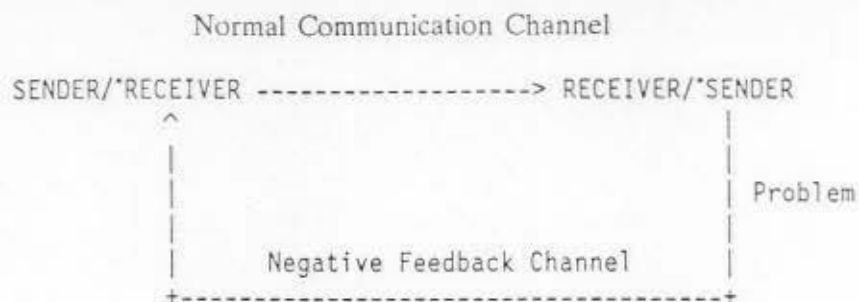 Normal Communication Channel
SENDER/*RECEIVER -------------------> RECEIVER/*SENDER
Problem
Negative Feedback Channel